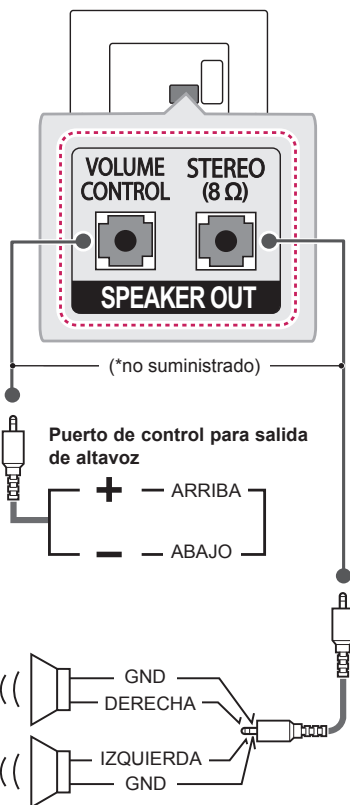 VOLUME CONTROL
STEREO (8 Ω)
SPEAKER OUT
(*no suministrado)
Puerto de control para salida
de altavoz
+ ARRIBA
− ABAJO
GND
DERECHA
IZQUIERDA
GND